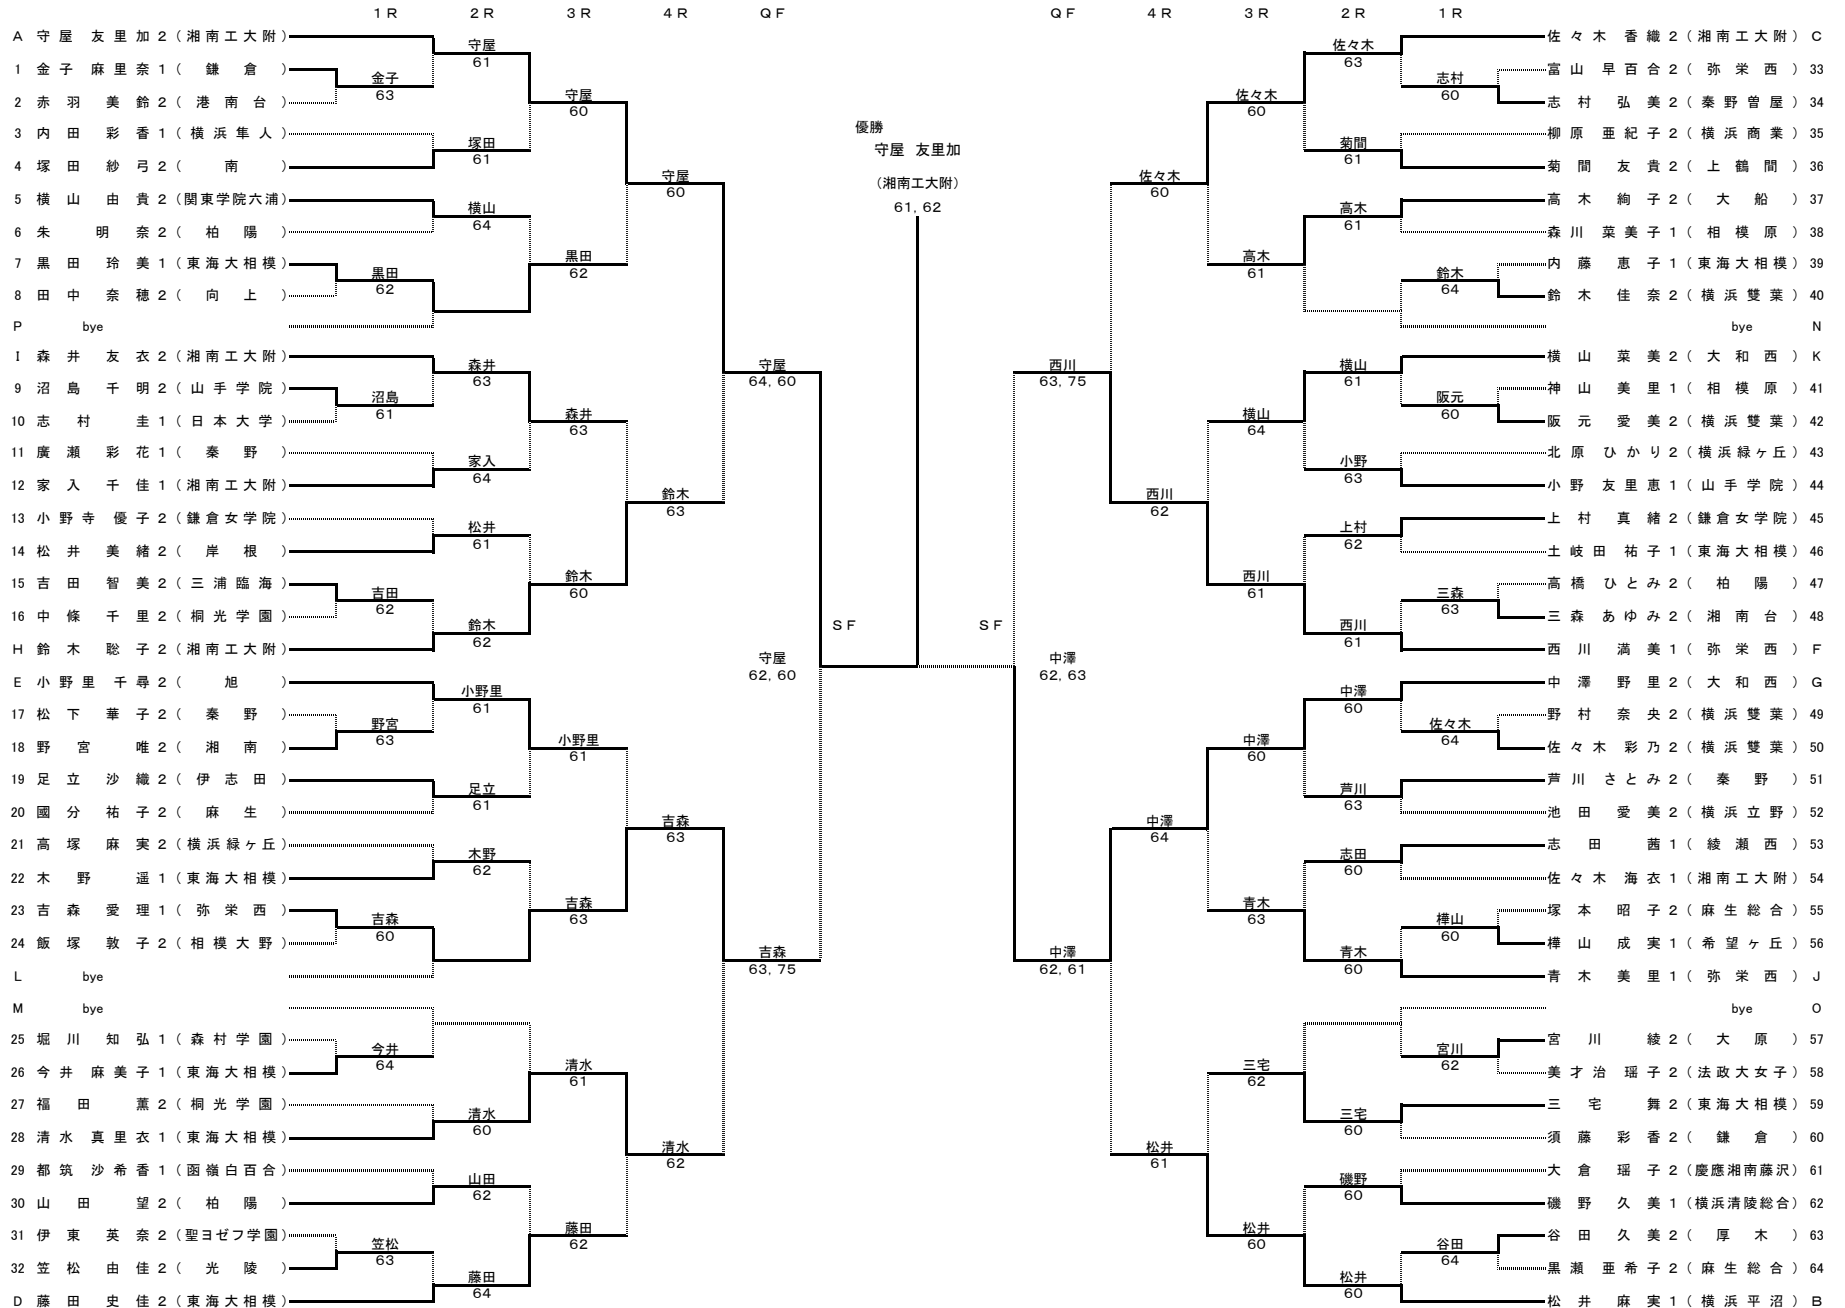 1R 2R 3R 4R QF QF 4R 3R 2R 1R
A 守屋 友里加 2 (湘南工大附)
1 金子 麻里奈 1 (鎌倉)
2 赤羽 美鈴 2 (港南台)
3 内田 彩香 1 (横浜隼人)
4 塚田 紗弓 2 (南)
5 横山 由貴 2 (関東学院六浦)
6 朱 明奈 2 (柏陽)
7 黒田 玲美 1 (東海大相模)
8 田中 奈穂 2 (向上)
P bye
I 森井 友衣 2 (湘南工大附)
9 沼島 千明 2 (山手学院)
10 志村 圭 1 (日本大学)
11 廣瀬 彩花 1 (秦野)
12 家入 千佳 1 (湘南工大附)
13 小野寺 優子 2 (鎌倉女学院)
14 松井 美緒 2 (岸根)
15 吉田 智美 2 (三浦臨海)
16 中條 千里 2 (桐光学園)
H 鈴木 聡子 2 (湘南工大附)
E 小野里 千尋 2 (旭)
17 松下 華子 2 (秦野)
18 野宮 唯 2 (湘南)
19 足立 沙織 2 (伊志田)
20 國分 祐子 2 (麻生)
21 高塚 麻実 2 (横浜緑ヶ丘)
22 木野 遥 1 (東海大相模)
23 吉森 愛理 1 (弥栄西)
24 飯塚 敦子 2 (相模大野)
L bye
M bye
25 堀川 知弘 1 (森村学園)
26 今井 麻美子 1 (東海大相模)
27 福田 薫 2 (桐光学園)
28 清水 真里衣 1 (東海大相模)
29 都筑 沙希香 1 (函嶺白百合)
30 山田 望 2 (柏陽)
31 伊東 英奈 2 (聖ヨゼフ学園)
32 笠松 由佳 2 (光陵)
D 藤田 史佳 2 (東海大相模)
金子
63
黒田
62
沼島
61
吉田
62
野宮
63
吉森
60
今井
64
笠松
63
守屋
61
塚田
61
横山
64
森井
63
家入
64
松井
61
鈴木
62
小野里
61
足立
61
木野
62
清水
60
山田
62
藤田
64
守屋
60
黒田
62
森井
63
鈴木
60
小野里
61
吉森
63
清水
61
藤田
62
守屋
60
鈴木
63
吉森
63
清水
62
守屋
64, 60
吉森
63, 75
SF
守屋
62, 60
優勝
守屋 友里加
(湘南工大附)
61, 62
SF
中澤
62, 63
西川
63, 75
中澤
62, 61
佐々木
60
西川
62
中澤
64
松井
61
佐々木
60
高木
61
横山
64
西川
61
中澤
60
青木
63
三宅
62
松井
60
佐々木
63
菊間
61
高木
61
横山
61
小野
63
上村
62
西川
61
中澤
60
芦川
63
志田
60
青木
60
三宅
60
磯野
60
松井
60
志村
60
鈴木
64
阪元
60
三森
63
佐々木
64
樺山
60
宮川
62
谷田
64
佐々木 香織 2 (湘南工大附) C
富山 早百合 2 (弥栄西) 33
志村 弘美 2 (秦野曽屋) 34
柳原 亜紀子 2 (横浜商業) 35
菊間 友貴 2 (上鶴間) 36
高木 絢子 2 (大船) 37
森川 菜美子 1 (相模原) 38
内藤 恵子 1 (東海大相模) 39
鈴木 佳奈 2 (横浜雙葉) 40
bye N
横山 菜美 2 (大和西) K
神山 美里 1 (相模原) 41
阪元 愛美 2 (横浜雙葉) 42
北原 ひかり 2 (横浜緑ヶ丘) 43
小野 友里恵 1 (山手学院) 44
上村 真緒 2 (鎌倉女学院) 45
土岐田 祐子 1 (東海大相模) 46
高橋 ひとみ 2 (柏陽) 47
三森 あゆみ 2 (湘南台) 48
西川 満美 1 (弥栄西) F
中澤 野里 2 (大和西) G
野村 奈央 2 (横浜雙葉) 49
佐々木 彩乃 2 (横浜雙葉) 50
芦川 さとみ 2 (秦野) 51
池田 愛美 2 (横浜立野) 52
志田 茜 1 (綾瀬西) 53
佐々木 海衣 1 (湘南工大附) 54
塚本 昭子 2 (麻生総合) 55
樺山 成実 1 (希望ヶ丘) 56
青木 美里 1 (弥栄西) J
bye O
宮川 綾 2 (大原) 57
美才治 瑶子 2 (法政大女子) 58
三宅 舞 2 (東海大相模) 59
須藤 彩香 2 (鎌倉) 60
大倉 瑶子 2 (慶應湘南藤沢) 61
磯野 久美 1 (横浜清陵総合) 62
谷田 久美 2 (厚木) 63
黒瀬 亜希子 2 (麻生総合) 64
松井 麻実 1 (横浜平沼) B